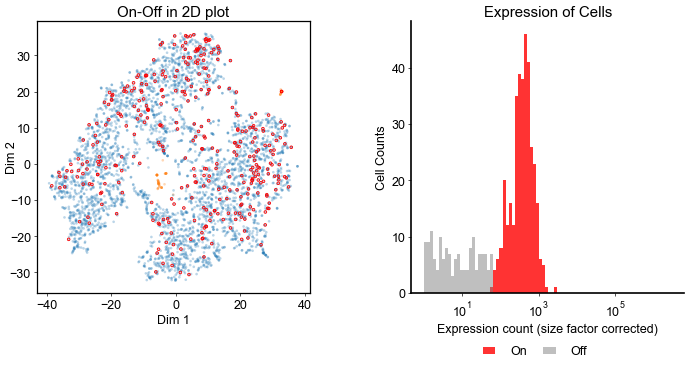 On-Off in 2D plot
Dim 2
30
20
10
0
−10
−20
−30
−40
−20
0
20
40
Dim 1
Expression of Cells
Cell Counts
40
30
20
10
0
10^1
10^3
10^5
Expression count (size factor corrected)
On
Off